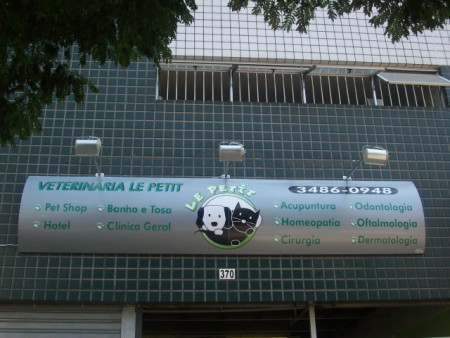 VETERINÁRIA LE PETIT
Pet Shop
Hotel
Banho e Tosa
Clínica Geral
Le Petit
3486-0948
Acupuntura
Homeopatia
Cirurgia
Odontologia
Oftalmologia
Dermatologia
370